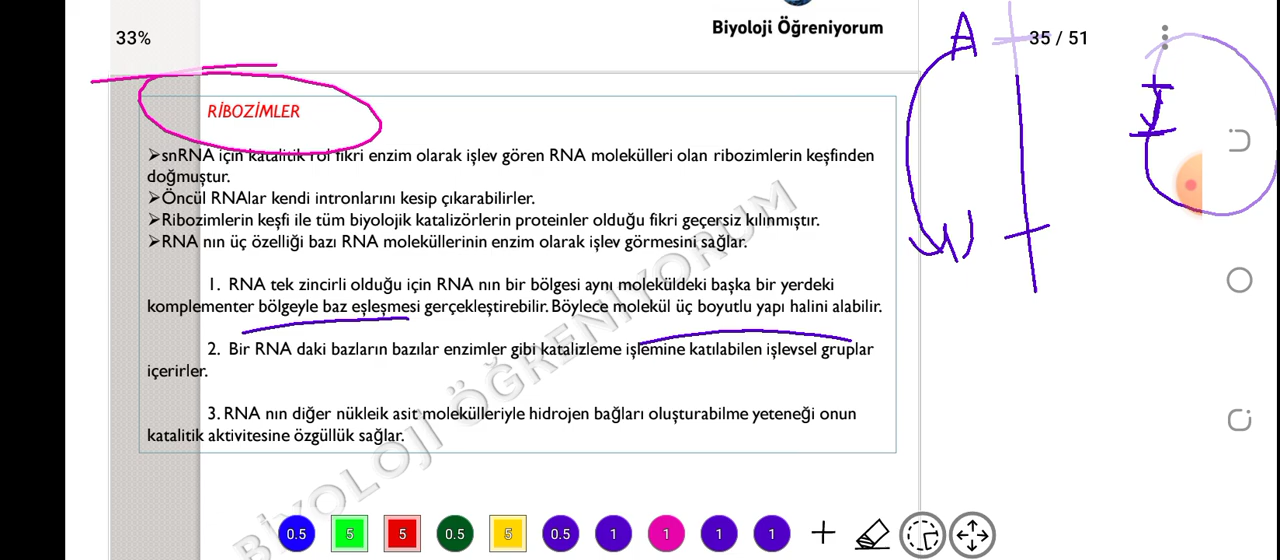 33%
Biyoloji Öğreniyorum
A
35 / 51
RİBOZİMLER
➢snRNA için katalitik rol fikri enzim olarak işlev gören RNA molekülleri olan ribozimlerin keşfinden
doğmuştur.
➢Öncül RNAlar kendi intronlarını kesip çıkarabilirler.
➢Ribozimlerin keşfi ile tüm biyolojik katalizörlerin proteinler olduğu fikri geçersiz kılınmıştır.
➢RNA nın üç özelliği bazı RNA moleküllerinin enzim olarak işlev görmesini sağlar.
1. RNA tek zincirli olduğu için RNA nın bir bölgesi aynı moleküldeki başka bir yerdeki
komplementer bölgeyle baz eşleşmesi gerçekleştirebilir. Böylece molekül üç boyutlu yapı halini alabilir.
2. Bir RNA daki bazların bazılar enzimler gibi katalizleme işlemine katılabilen işlevsel gruplar
içerirler.
3. RNA nın diğer nükleik asit molekülleriyle hidrojen bağları oluşturabilme yeteneği onun
katalitik aktivitesine özgüllük sağlar.
BİYOLOJİ ÖĞRENİYORUM
0.5 5 5 0.5 5 0.5 1 1 1 1